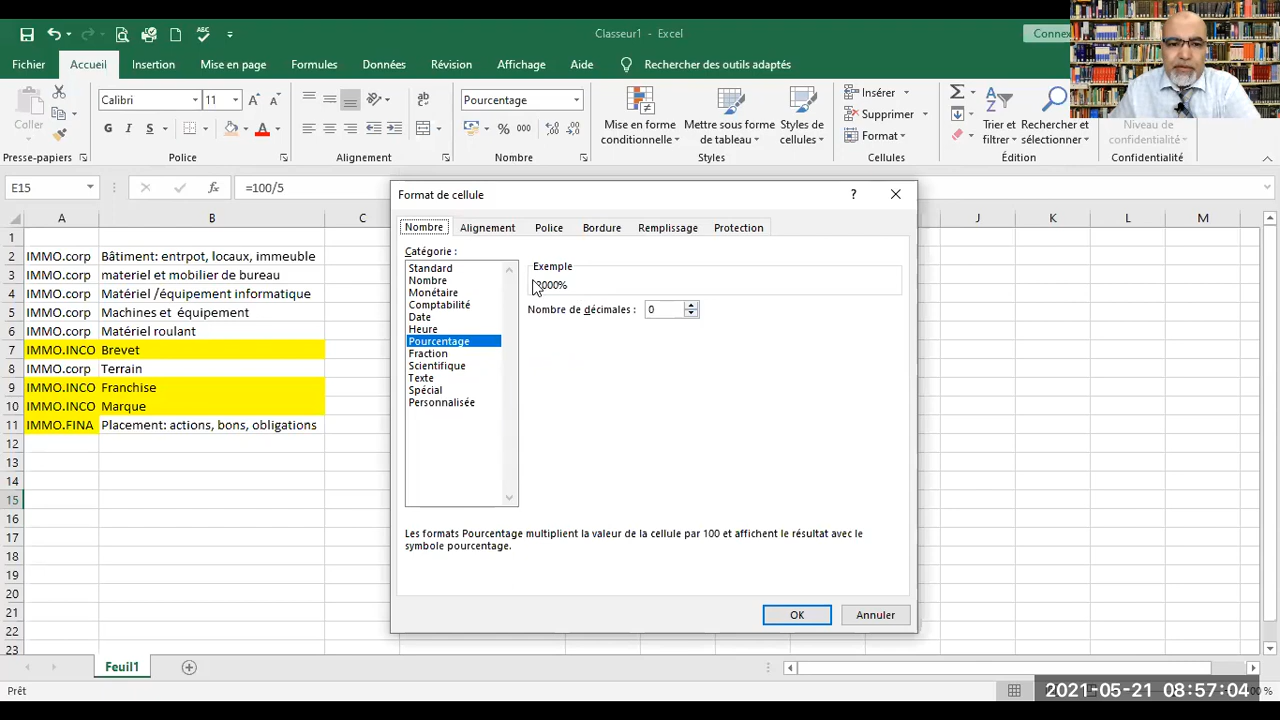 Classeur1 - Excel
Fichier Accueil Insertion Mise en page Formules Données Révision Affichage Aide Rechercher des outils adaptés
Coller
Calibri 11
Pourcentage
G I S
% 000
Mise en forme conditionnelle
Mettre sous forme de tableau
Styles de cellules
Insérer
Supprimer
Format
Trier et filtrer
Rechercher et sélectionner
Niveau de confidentialité
Presse-papiers Police Alignement Nombre Styles Cellules Édition Confidentialité
E15 fx =100/5
A B C J K L M
1
2 IMMO.corp Bâtiment: entrpot, locaux, immeuble
3 IMMO.corp materiel et mobilier de bureau
4 IMMO.corp Matériel /équipement informatique
5 IMMO.corp Machines et équipement
6 IMMO.corp Matériel roulant
7 IMMO.INCO Brevet
8 IMMO.corp Terrain
9 IMMO.INCO Franchise
10 IMMO.INCO Marque
11 IMMO.FINA Placement: actions, bons, obligations
12
13
14
15
16
17
18
19
20
21
22
23
Format de cellule ?
Nombre Alignement Police Bordure Remplissage Protection
Catégorie :
Standard
Nombre
Monétaire
Comptabilité
Date
Heure
Pourcentage
Fraction
Scientifique
Texte
Spécial
Personnalisée
Exemple
Nombre de décimales : 0
Les formats Pourcentage multiplient la valeur de la cellule par 100 et affichent le résultat avec le
symbole pourcentage.
OK Annuler
Feuil1
Prêt
2021-05-21 08:57:04